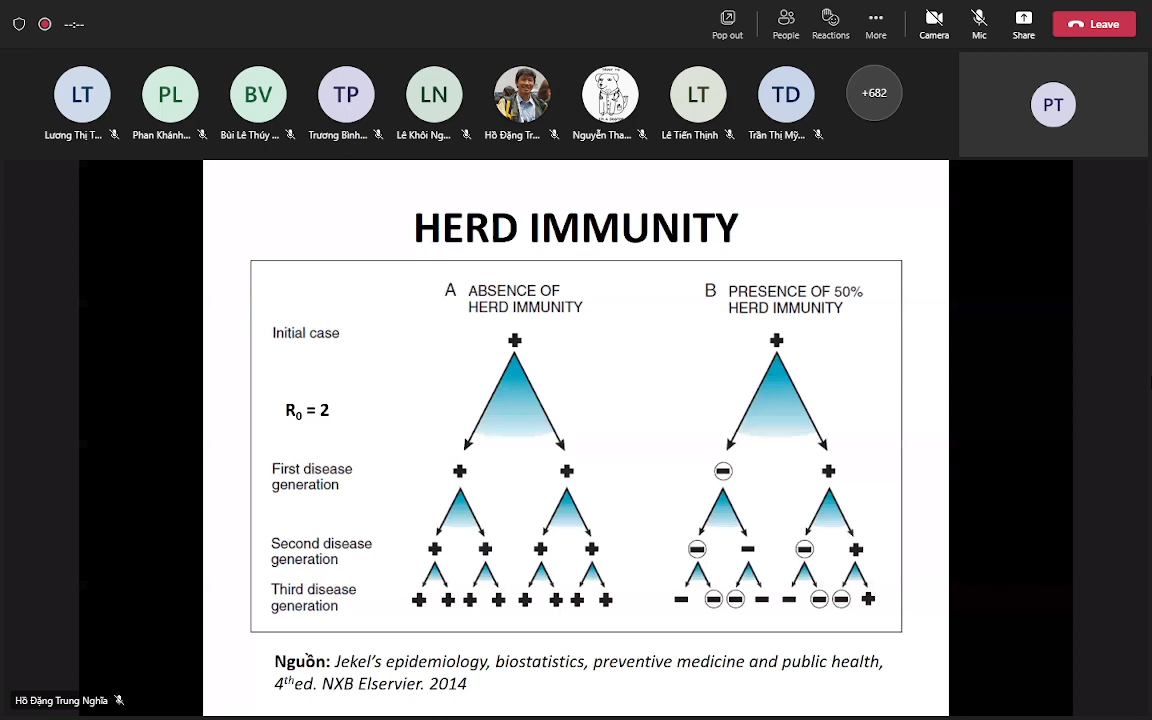 --:--
Pop out
People
Reactions
More
Camera
Mic
Share
Leave
LT
PL
BV
TP
LN
LT
TD
+682
PT
Lương Thị T...
Phan Khánh...
Bùi Lê Thúy ...
Trương Bình...
Lê Khôi Ng...
Hồ Đặng Tr...
Nguyễn Tha...
Lê Tiến Thịnh
Trần Thị Mỹ...
HERD IMMUNITY
A ABSENCE OF
HERD IMMUNITY
B PRESENCE OF 50%
HERD IMMUNITY
Initial case
R₀ = 2
First disease
generation
Second disease
generation
Third disease
generation
Nguồn: Jekel's epidemiology, biostatistics, preventive medicine and public health,
4ᵗʰed. NXB Elservier. 2014
Hồ Đặng Trung Nghĩa